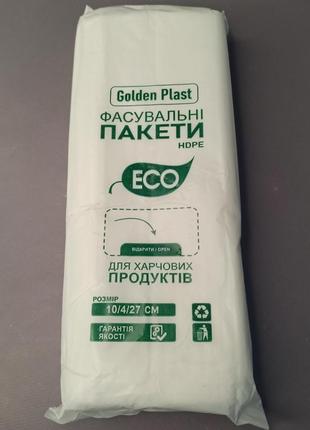 Golden Plast
ФАСУВАЛЬНІ
ПАКЕТИ
HDPE
ECO
ВІДКРИТИ / OPEN
ДЛЯ ХАРЧОВИХ
ПРОДУКТІВ
РОЗМІР
10/4/27 СМ
ГАРАНТІЯ
ЯКОСТІ